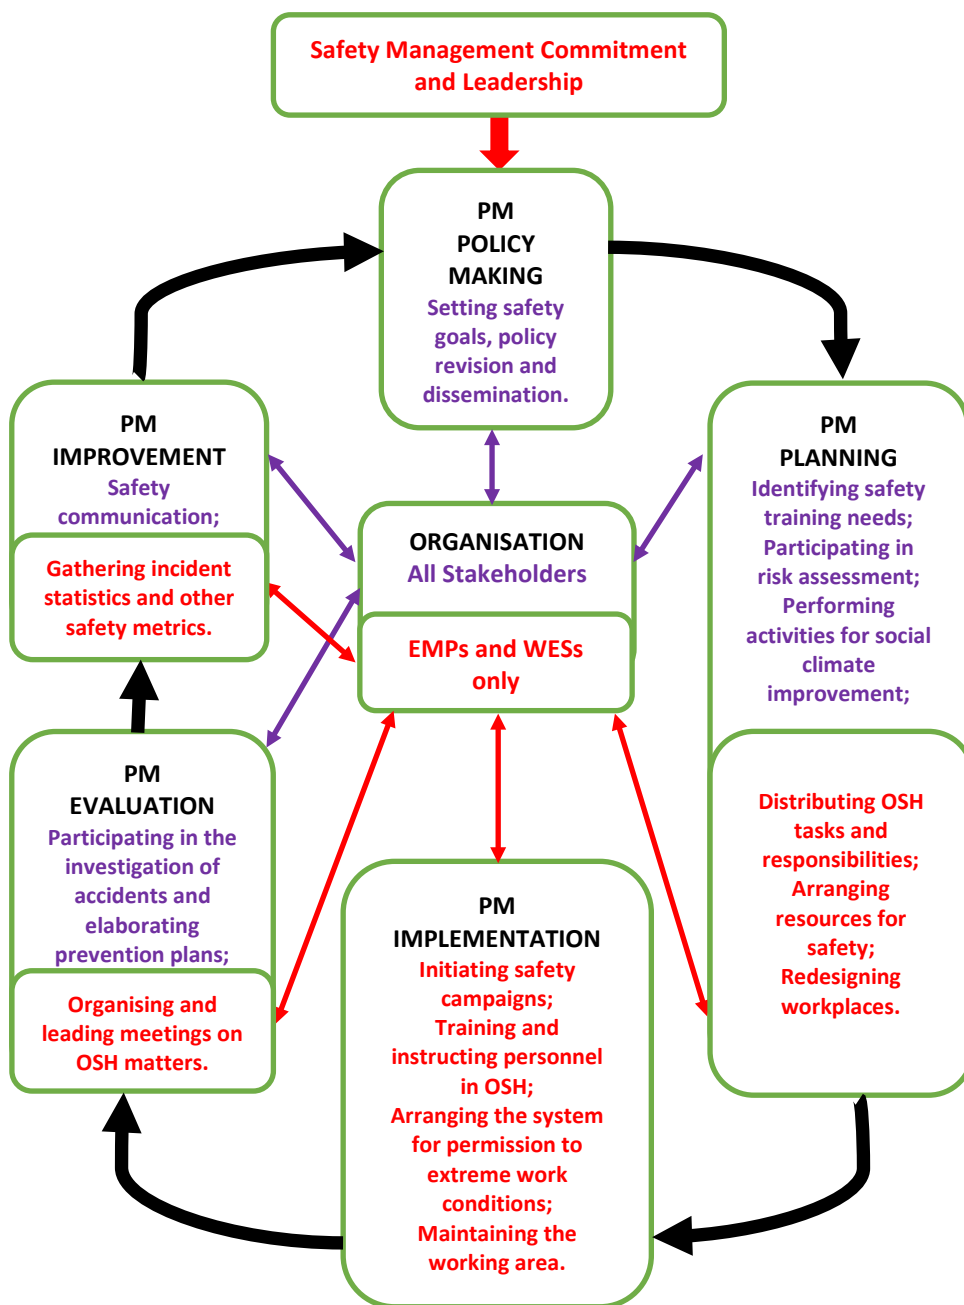 Safety Management Commitment
and Leadership
PM
POLICY
MAKING
Setting safety
goals, policy
revision and
dissemination.
PM
IMPROVEMENT
Safety
communication;
Gathering incident
statistics and other
safety metrics.
ORGANISATION
All Stakeholders
EMPs and WESs
only
PM
PLANNING
Identifying safety
training needs;
Participating in
risk assessment;
Performing
activities for social
climate
improvement;
Distributing OSH
tasks and
responsibilities;
Arranging
resources for
safety;
Redesigning
workplaces.
PM
EVALUATION
Participating in the
investigation of
accidents and
elaborating
prevention plans;
Organising and
leading meetings on
OSH matters.
PM
IMPLEMENTATION
Initiating safety
campaigns;
Training and
instructing personnel
in OSH;
Arranging the system
for permission to
extreme work
conditions;
Maintaining the
working area.